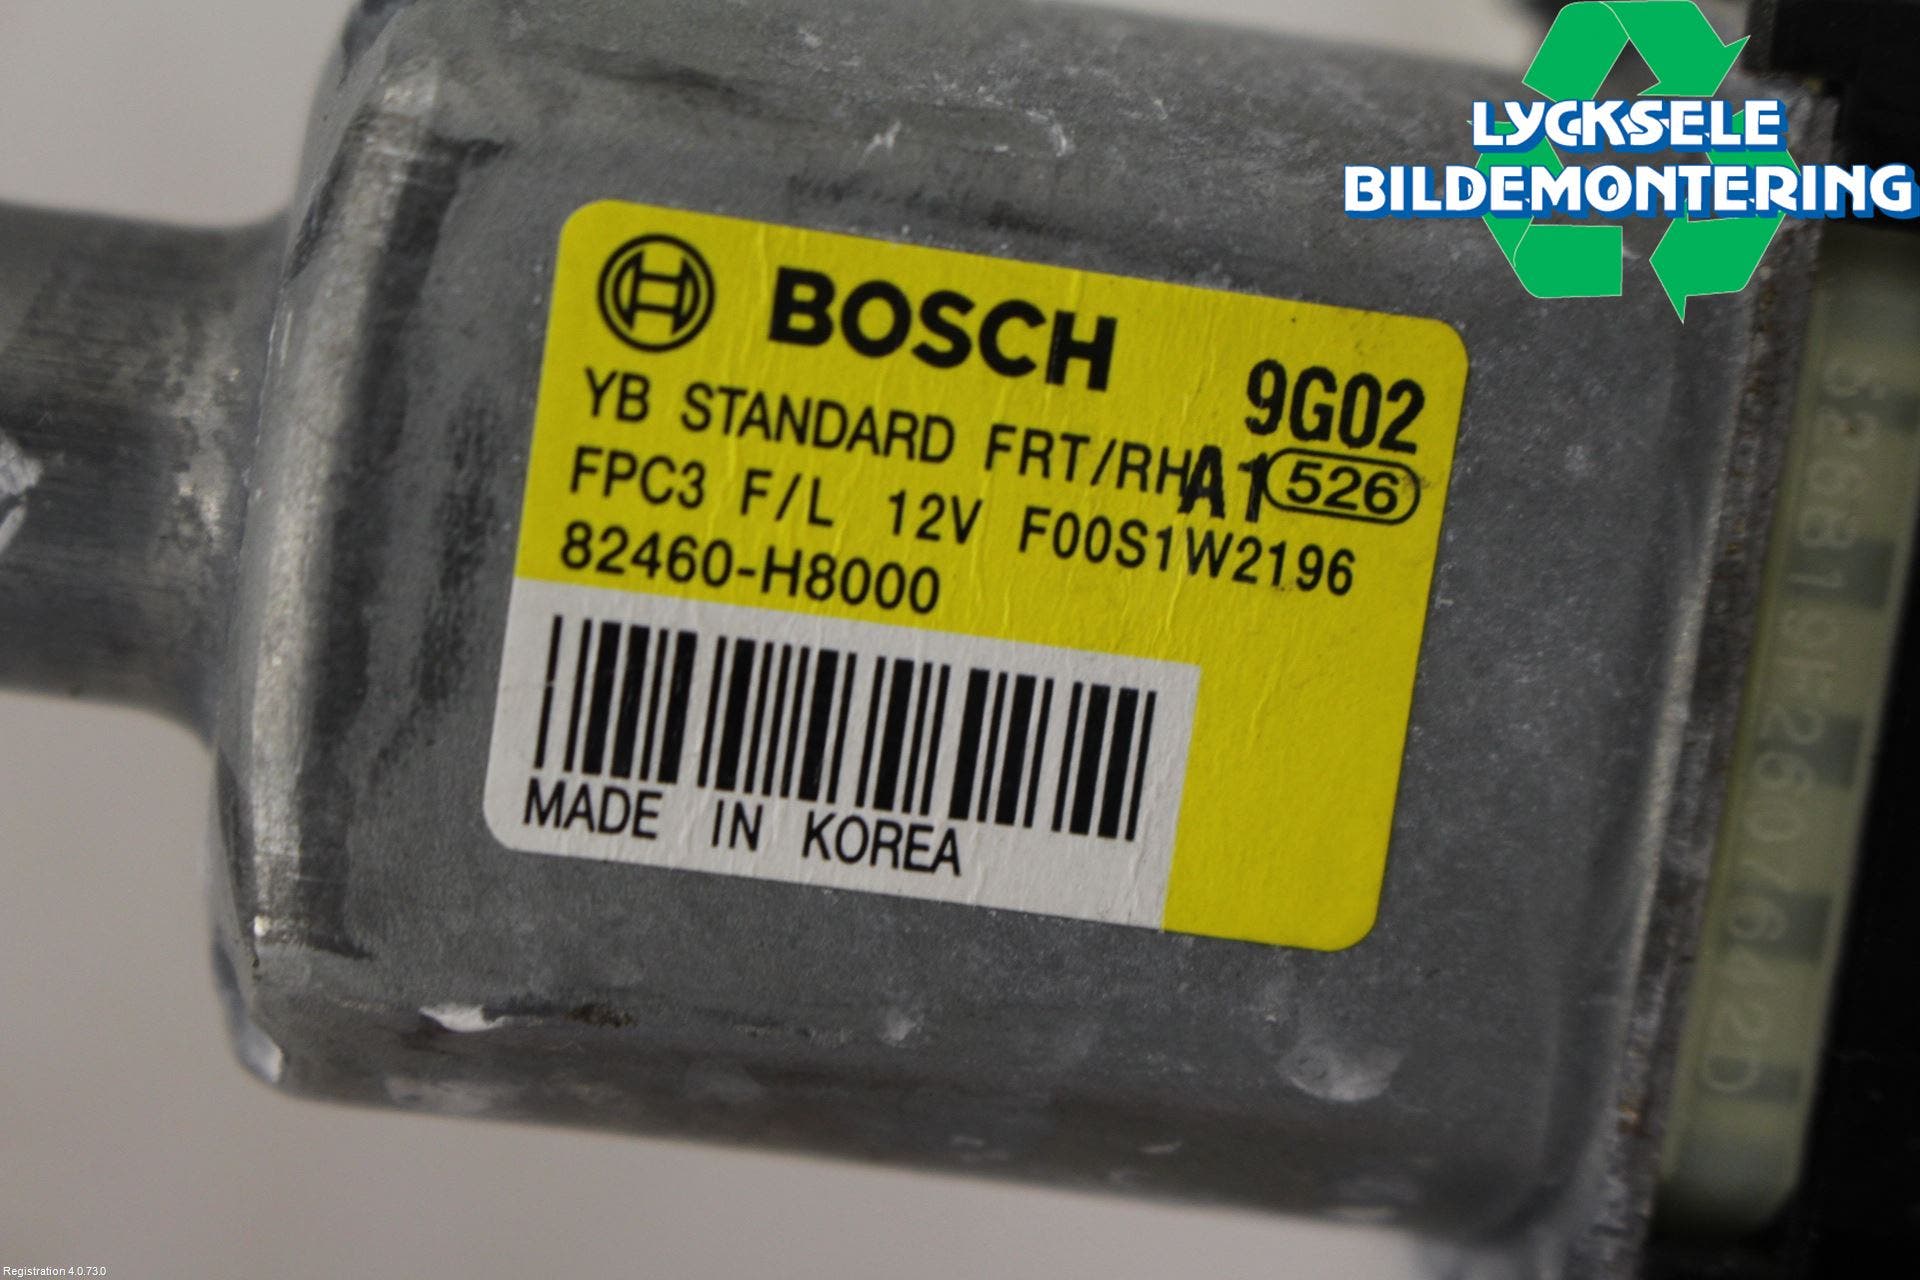 LYCKSELE
BILDEMONTERING
BOSCH 9G02
YB STANDARD FRT/RH A1 526
FPC3 F/L 12V F00S1W2196
82460-H8000
MADE IN KOREA
Registration 4.0.73.0